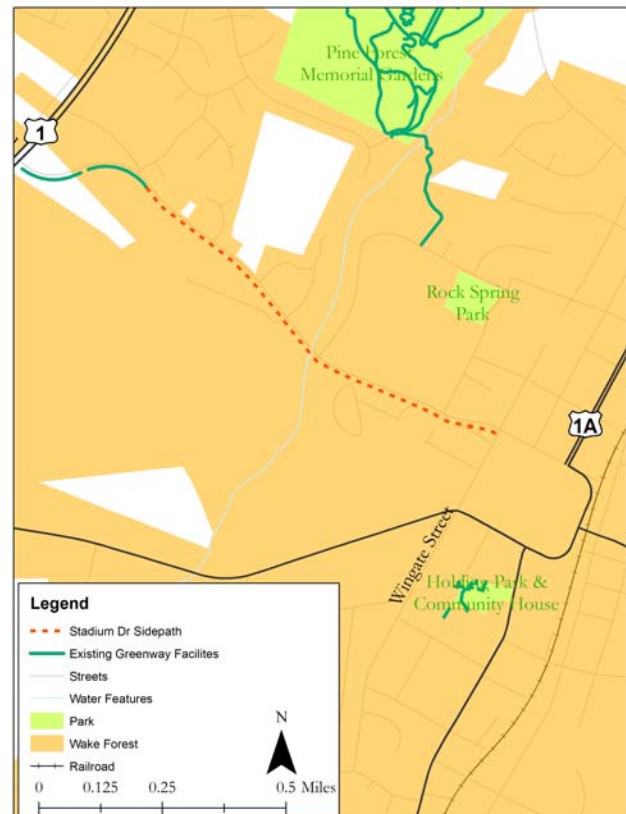 Pine Forest
Memorial Gardens
1
Rock Spring
Park
1A
Wingate Street
Holding Park &
Community House
Legend
Stadium Dr Sidepath
Existing Greenway Facilites
Streets
Water Features
Park
Wake Forest
Railroad
N
0 0.125 0.25 0.5 Miles